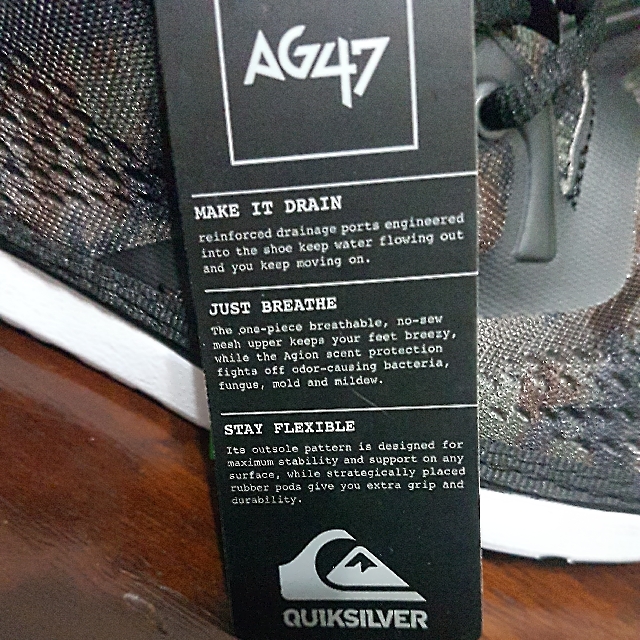 AG47
MAKE IT DRAIN
reinforced drainage ports engineered
into the shoe keep water flowing out
and you keep moving on.
JUST BREATHE
The one-piece breathable, no-sew
mesh upper keeps your feet breezy,
while the Agion scent protection
fights off odor-causing bacteria,
fungus, mold and mildew.
STAY FLEXIBLE
Its outsole pattern is designed for
maximum stability and support on any
surface, while strategically placed
rubber pods give you extra grip and
durability.
QUIKSILVER